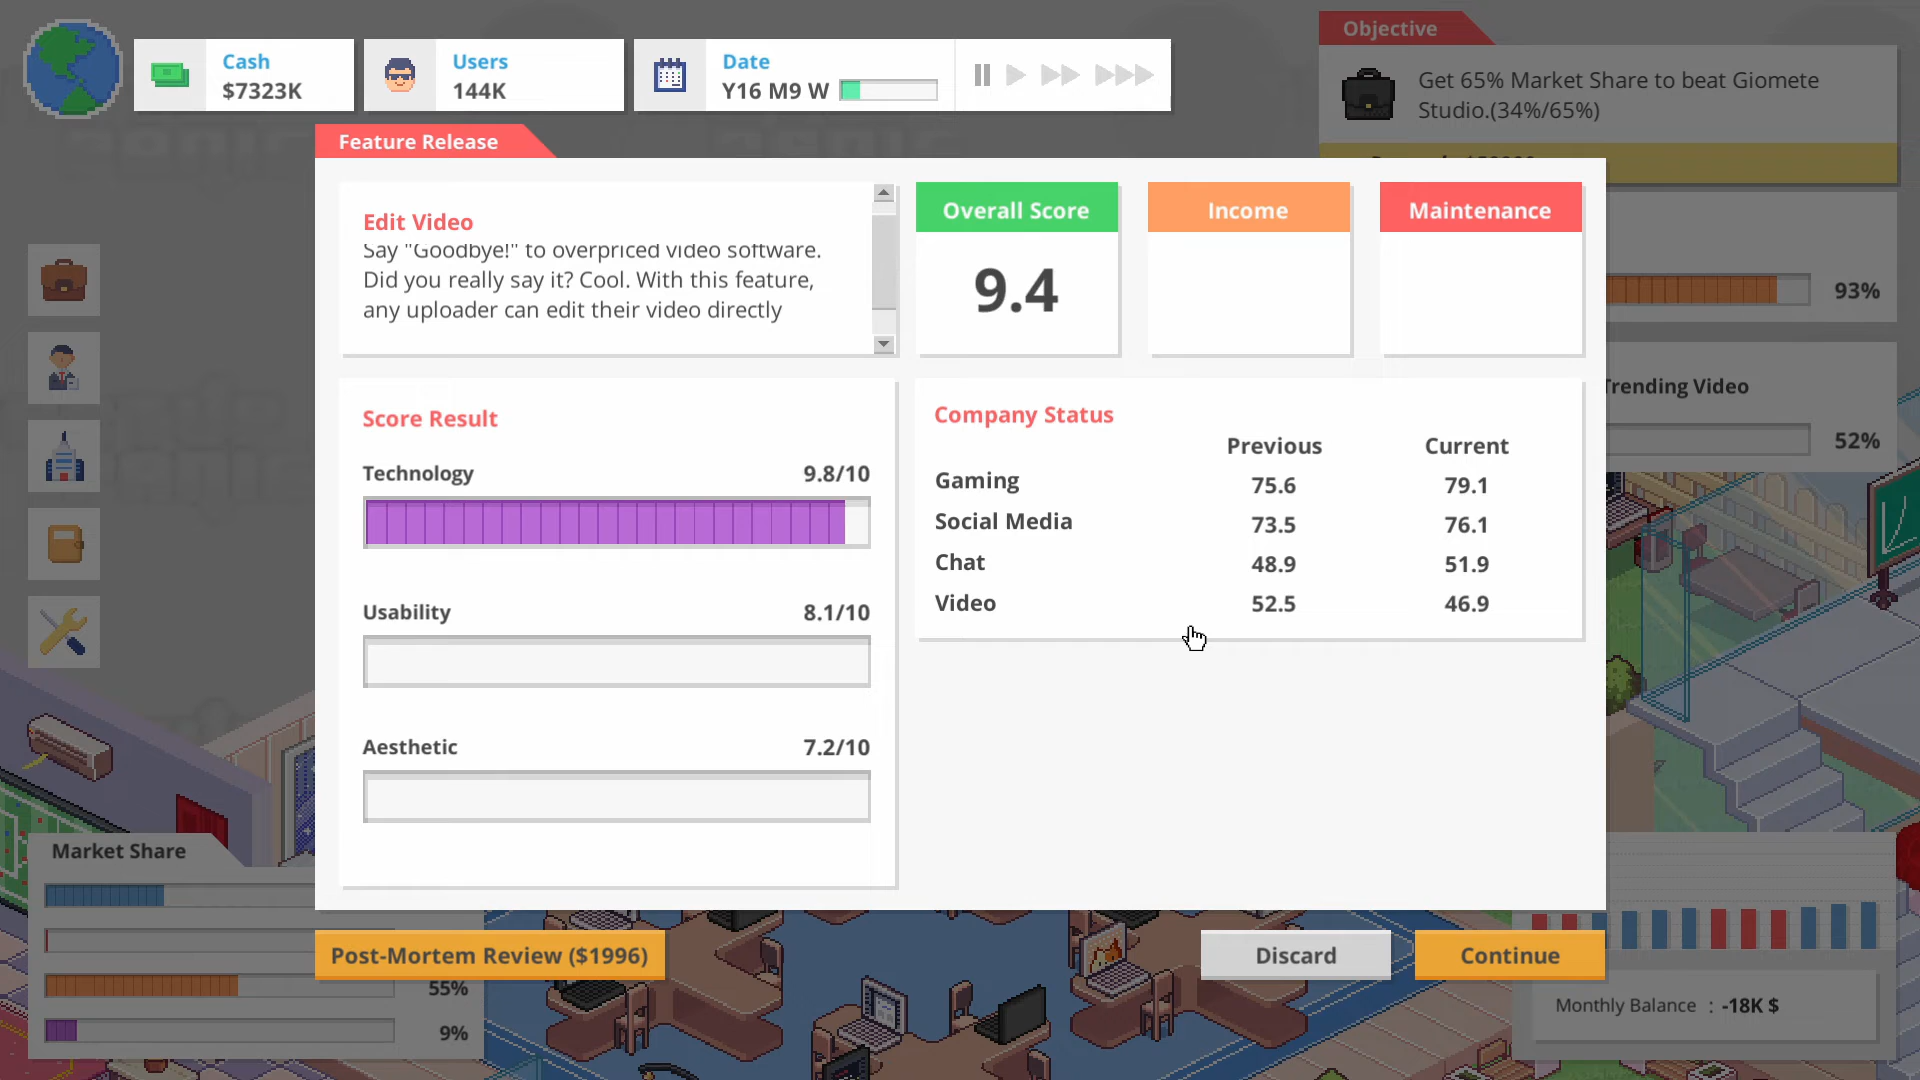 Cash
$7323K
Users
144K
Date
Y16 M9 W
Objective
Get 65% Market Share to beat Giomete
Studio.(34%/65%)
Feature Release
Edit Video
Say "Goodbye!" to overpriced video software.
Did you really say it? Cool. With this feature,
any uploader can edit their video directly
Overall Score
9.4
Income
Maintenance
93%
Trending Video
52%
Score Result
Technology 9.8/10
Usability 8.1/10
Aesthetic 7.2/10
Company Status
Previous Current
Gaming 75.6 79.1
Social Media 73.5 76.1
Chat 48.9 51.9
Video 52.5 46.9
Market Share
55%
9%
Post-Mortem Review ($1996)
Discard
Continue
Monthly Balance : -18K $